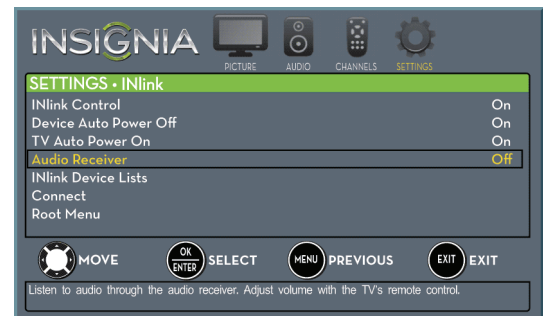 INSIGNIA
PICTURE AUDIO CHANNELS SETTINGS
SETTINGS • INlink
INlink Control On
Device Auto Power Off On
TV Auto Power On On
Audio Receiver Off
INlink Device Lists
Connect
Root Menu
MOVE OK ENTER SELECT MENU PREVIOUS EXIT EXIT
Listen to audio through the audio receiver. Adjust volume with the TV's remote control.